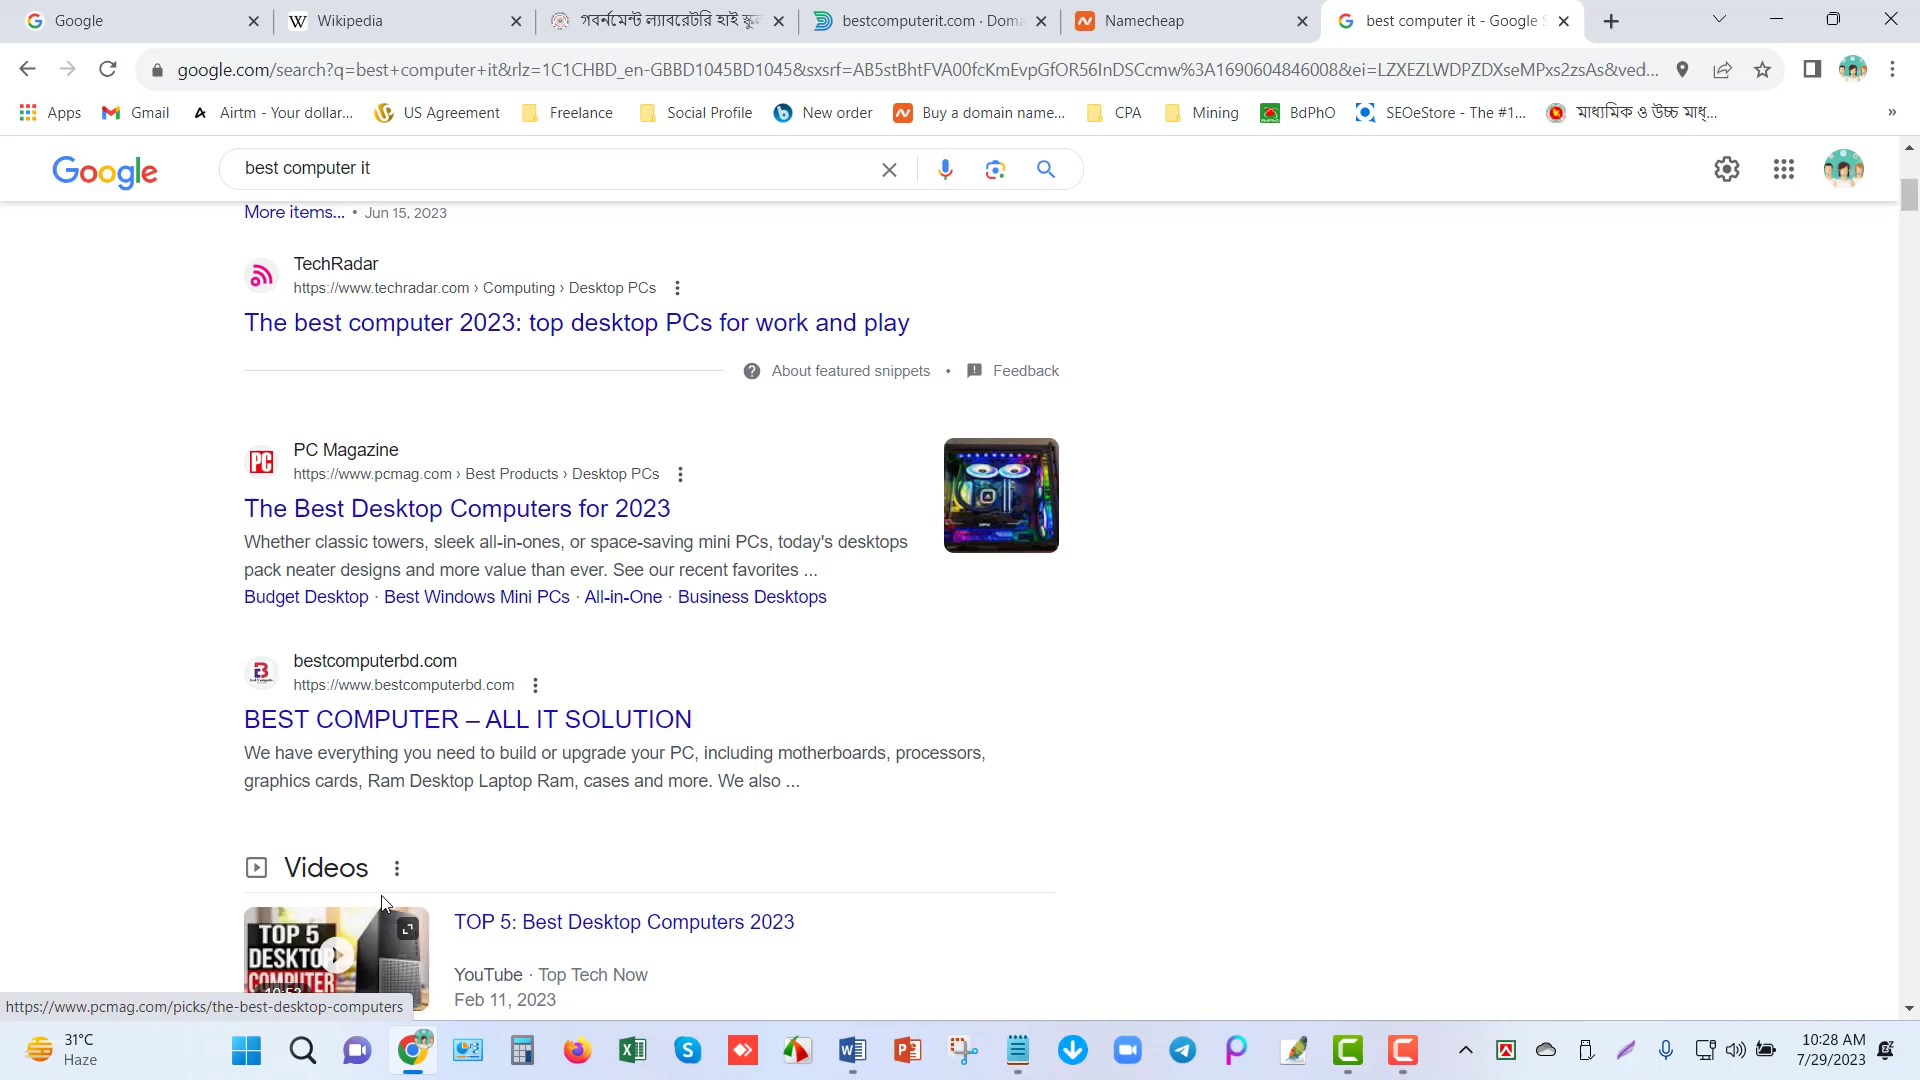 Google
Wikipedia
গবর্নমেন্ট ল্যাবরেটরি হাই স্কুল
bestcomputerit.com · Doma
Namecheap
best computer it - Google S
google.com/search?q=best+computer+it&rlz=1C1CHBD_en-GBBD1045BD1045&sxsrf=AB5stBhtFVA00fcKmEvpGfOR56InDSCcmw%3A1690604846008&ei=LZXEZLWDPZDXseMPxs2zsAs&ved...
Apps
Gmail
Airtm - Your dollar...
US Agreement
Freelance
Social Profile
New order
Buy a domain name...
CPA
Mining
BdPhO
SEOeStore - The #1...
মাধ্যমিক ও উচ্চ মাধ্...
»
Google
best computer it
More items... • Jun 15, 2023
TechRadar
https://www.techradar.com › Computing › Desktop PCs
The best computer 2023: top desktop PCs for work and play
About featured snippets • Feedback
PC Magazine
https://www.pcmag.com › Best Products › Desktop PCs
The Best Desktop Computers for 2023
Whether classic towers, sleek all-in-ones, or space-saving mini PCs, today's desktops
pack neater designs and more value than ever. See our recent favorites ...
Budget Desktop · Best Windows Mini PCs · All-in-One · Business Desktops
bestcomputerbd.com
https://www.bestcomputerbd.com
BEST COMPUTER – ALL IT SOLUTION
We have everything you need to build or upgrade your PC, including motherboards, processors,
graphics cards, Ram Desktop Laptop Ram, cases and more. We also ...
Videos
TOP 5
DESKTOP
COMPUTER
10:52
TOP 5: Best Desktop Computers 2023
YouTube · Top Tech Now
Feb 11, 2023
https://www.pcmag.com/picks/the-best-desktop-computers
31°C
Haze
10:28 AM
7/29/2023